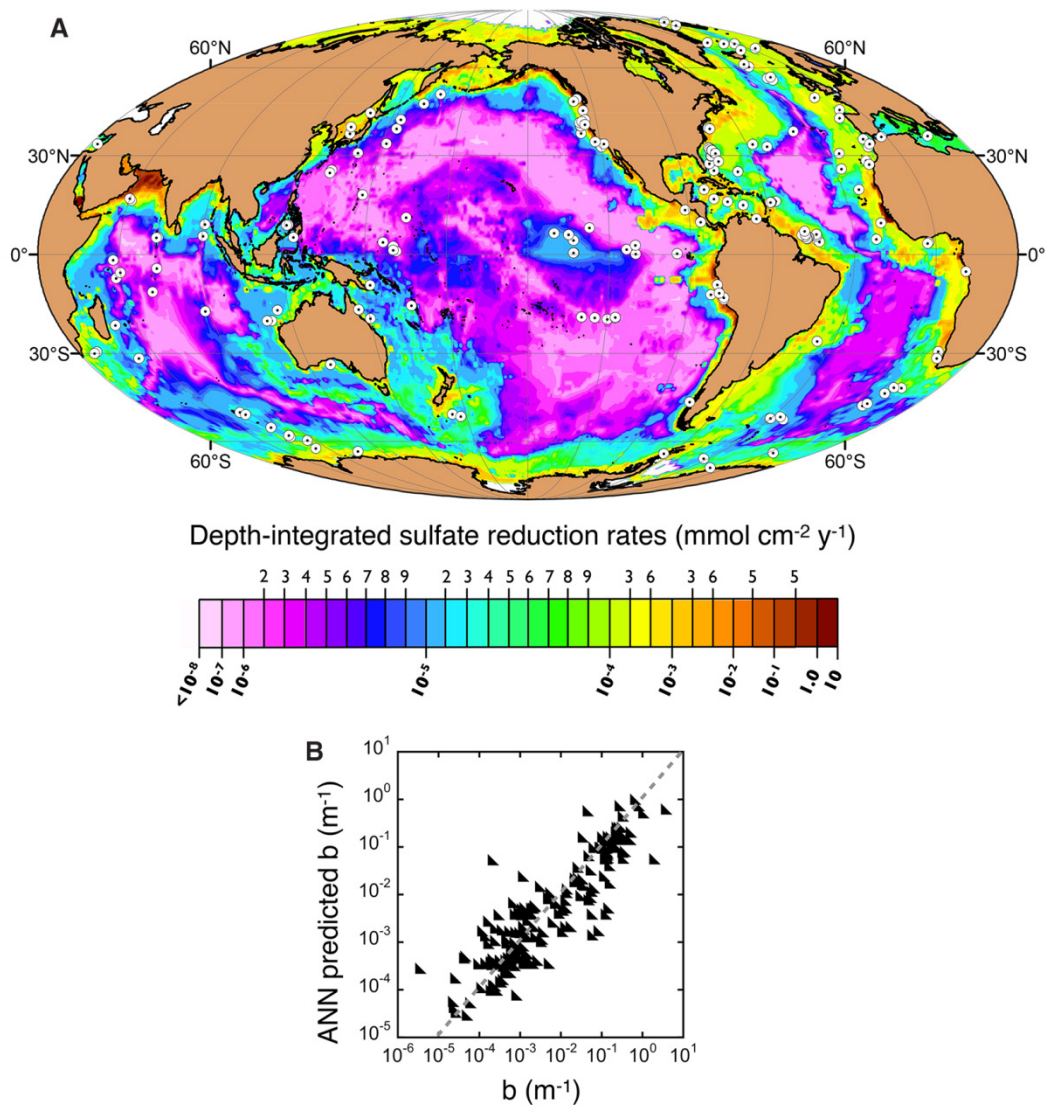 A
60°N 60°N
30°N 30°N
0° 0°
30°S 30°S
60°S 60°S
Depth-integrated sulfate reduction rates (mmol cm⁻² y⁻¹)
2 3 4 5 6 7 8 9 2 3 4 5 6 7 8 9 3 6 3 6 5 5
<10⁻⁸ 10⁻⁷ 10⁻⁶ 10⁻⁵ 10⁻⁴ 10⁻³ 10⁻² 10⁻¹ 1.0 10
B
ANN predicted b (m⁻¹)
10¹
10⁰
10⁻¹
10⁻²
10⁻³
10⁻⁴
10⁻⁵
10⁻⁶ 10⁻⁵ 10⁻⁴ 10⁻³ 10⁻² 10⁻¹ 10⁰ 10¹
b (m⁻¹)